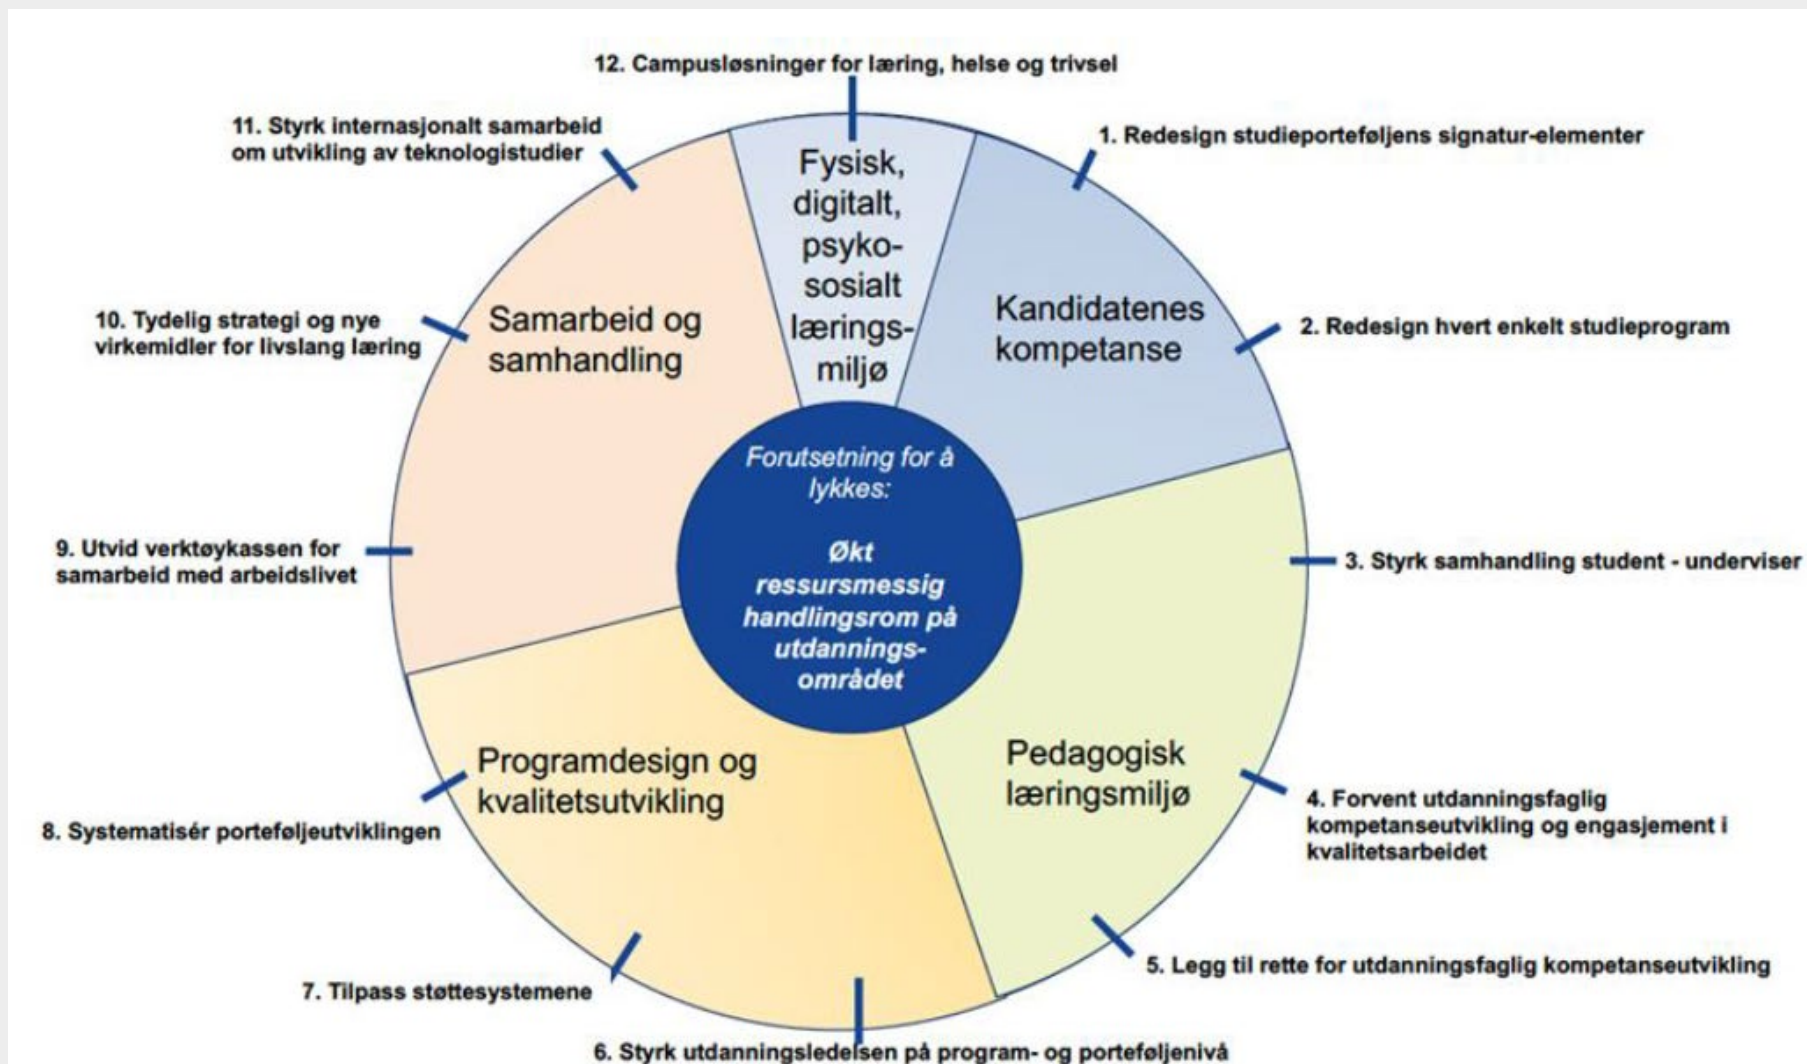 12. Campusløsninger for læring, helse og trivsel
11. Styrk internasjonalt samarbeid
om utvikling av teknologistudier
1. Redesign studieporteføljens signatur-elementer
Fysisk,
digitalt,
psyko-
sosialt
lærings-
miljø
Kandidatenes
kompetanse
2. Redesign hvert enkelt studieprogram
10. Tydelig strategi og nye
virkemidler for livslang læring
Samarbeid og
samhandling
Forutsetning for å
lykkes:
Økt
ressursmessig
handlingsrom på
utdannings-
området
9. Utvid verktøykassen for
samarbeid med arbeidslivet
3. Styrk samhandling student - underviser
Programdesign og
kvalitetsutvikling
Pedagogisk
læringsmiljø
8. Systematisér porteføljeutviklingen
4. Forvent utdanningsfaglig
kompetanseutvikling og engasjement i
kvalitetsarbeidet
7. Tilpass støttesystemene
5. Legg til rette for utdanningsfaglig kompetanseutvikling
6. Styrk utdanningsledelsen på program- og porteføljenivå